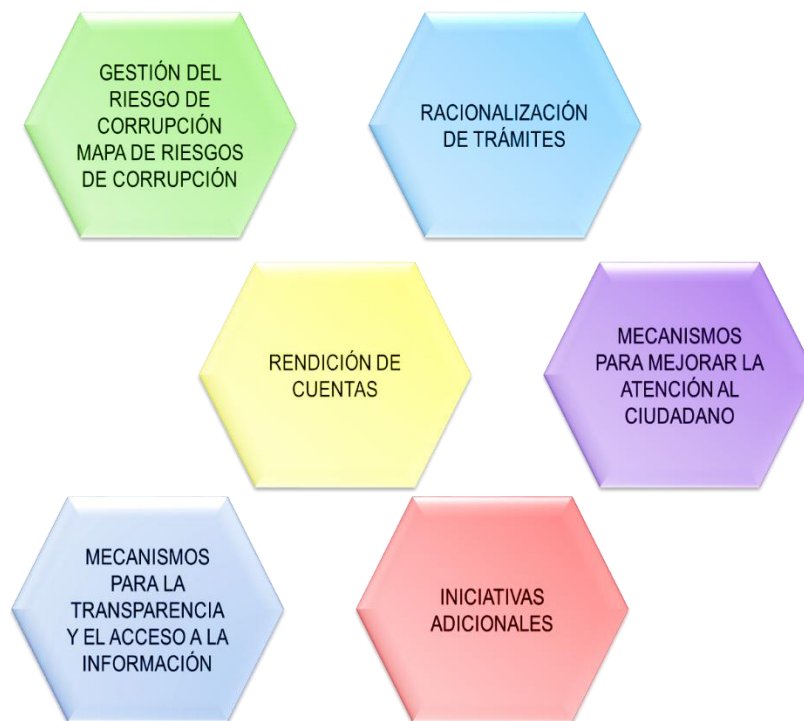 GESTIÓN DEL
RIESGO DE
CORRUPCIÓN
MAPA DE RIESGOS
DE CORRUPCIÓN
RACIONALIZACIÓN
DE TRÁMITES
RENDICIÓN DE
CUENTAS
MECANISMOS
PARA MEJORAR LA
ATENCIÓN AL
CIUDADANO
MECANISMOS
PARA LA
TRANSPARENCIA
Y EL ACCESO A LA
INFORMACIÓN
INICIATIVAS
ADICIONALES